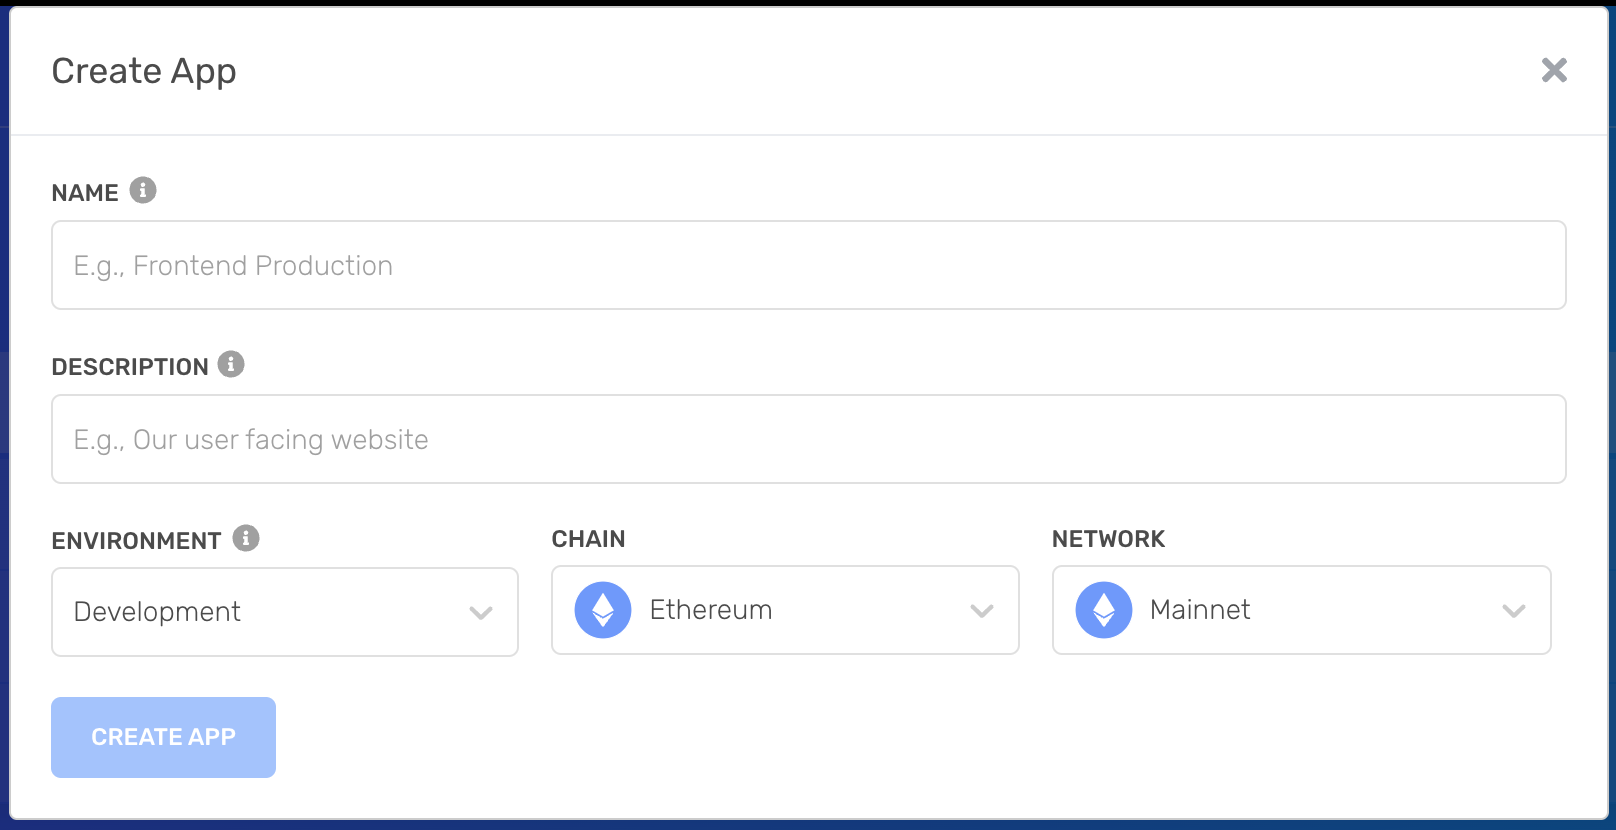 Create App
NAME
E.g., Frontend Production
DESCRIPTION
E.g., Our user facing website
ENVIRONMENT CHAIN NETWORK
Development Ethereum Mainnet
CREATE APP